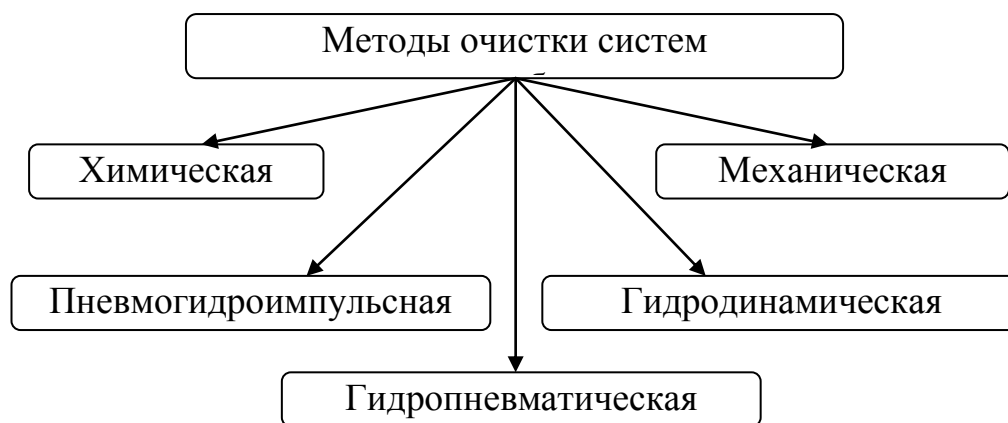 Методы очистки систем
Химическая
Механическая
Пневмогидроимпульсная
Гидродинамическая
Гидропневматическая